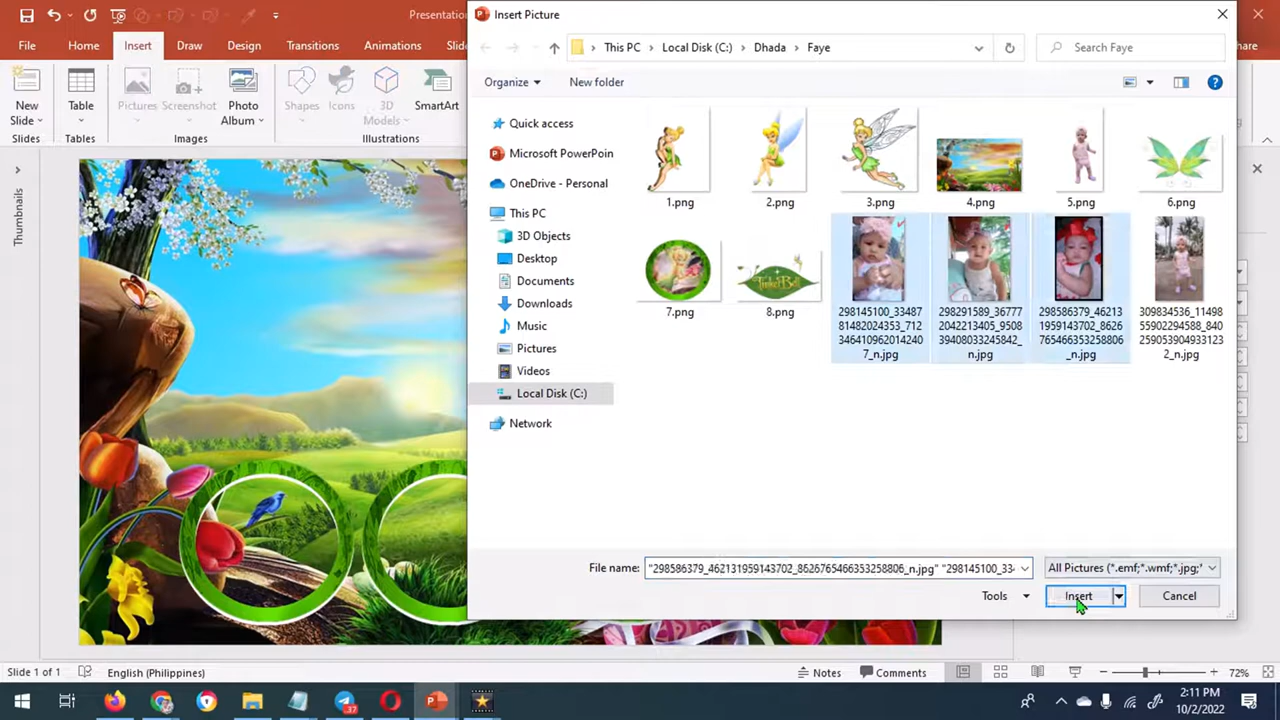 Presentation
Insert Picture
File
Home
Insert
Draw
Design
Transitions
Animations
Slid
hare
This PC
Local Disk (C:)
Dhada
Faye
Search Faye
Organize
New folder
New
Slide
Table
Pictures
Screenshot
Photo
Album
Shapes
Icons
3D
Models
SmartArt
Slides
Tables
Images
Illustrations
Thumbnails
Quick access
Microsoft PowerPoin
OneDrive - Personal
This PC
3D Objects
Desktop
Documents
Downloads
Music
Pictures
Videos
Local Disk (C:)
Network
1.png
2.png
3.png
4.png
5.png
6.png
7.png
8.png
298145100_33487
81482024353_712
346410962014240
7_n.jpg
298291589_36777
2042213405_9508
39408033245842_
n.jpg
298586379_46213
1959143702_8626
765466353258806
_n.jpg
309834536_11498
55902294588_840
259053904933123
2_n.jpg
File name:
"298586379_462131959143702_8626765466353258806_n.jpg" "298145100_334
All Pictures (*.emf;*.wmf;*.jpg;*
Tools
Insert
Cancel
Slide 1 of 1
English (Philippines)
Notes
Comments
72%
37
2:11 PM
10/2/2022